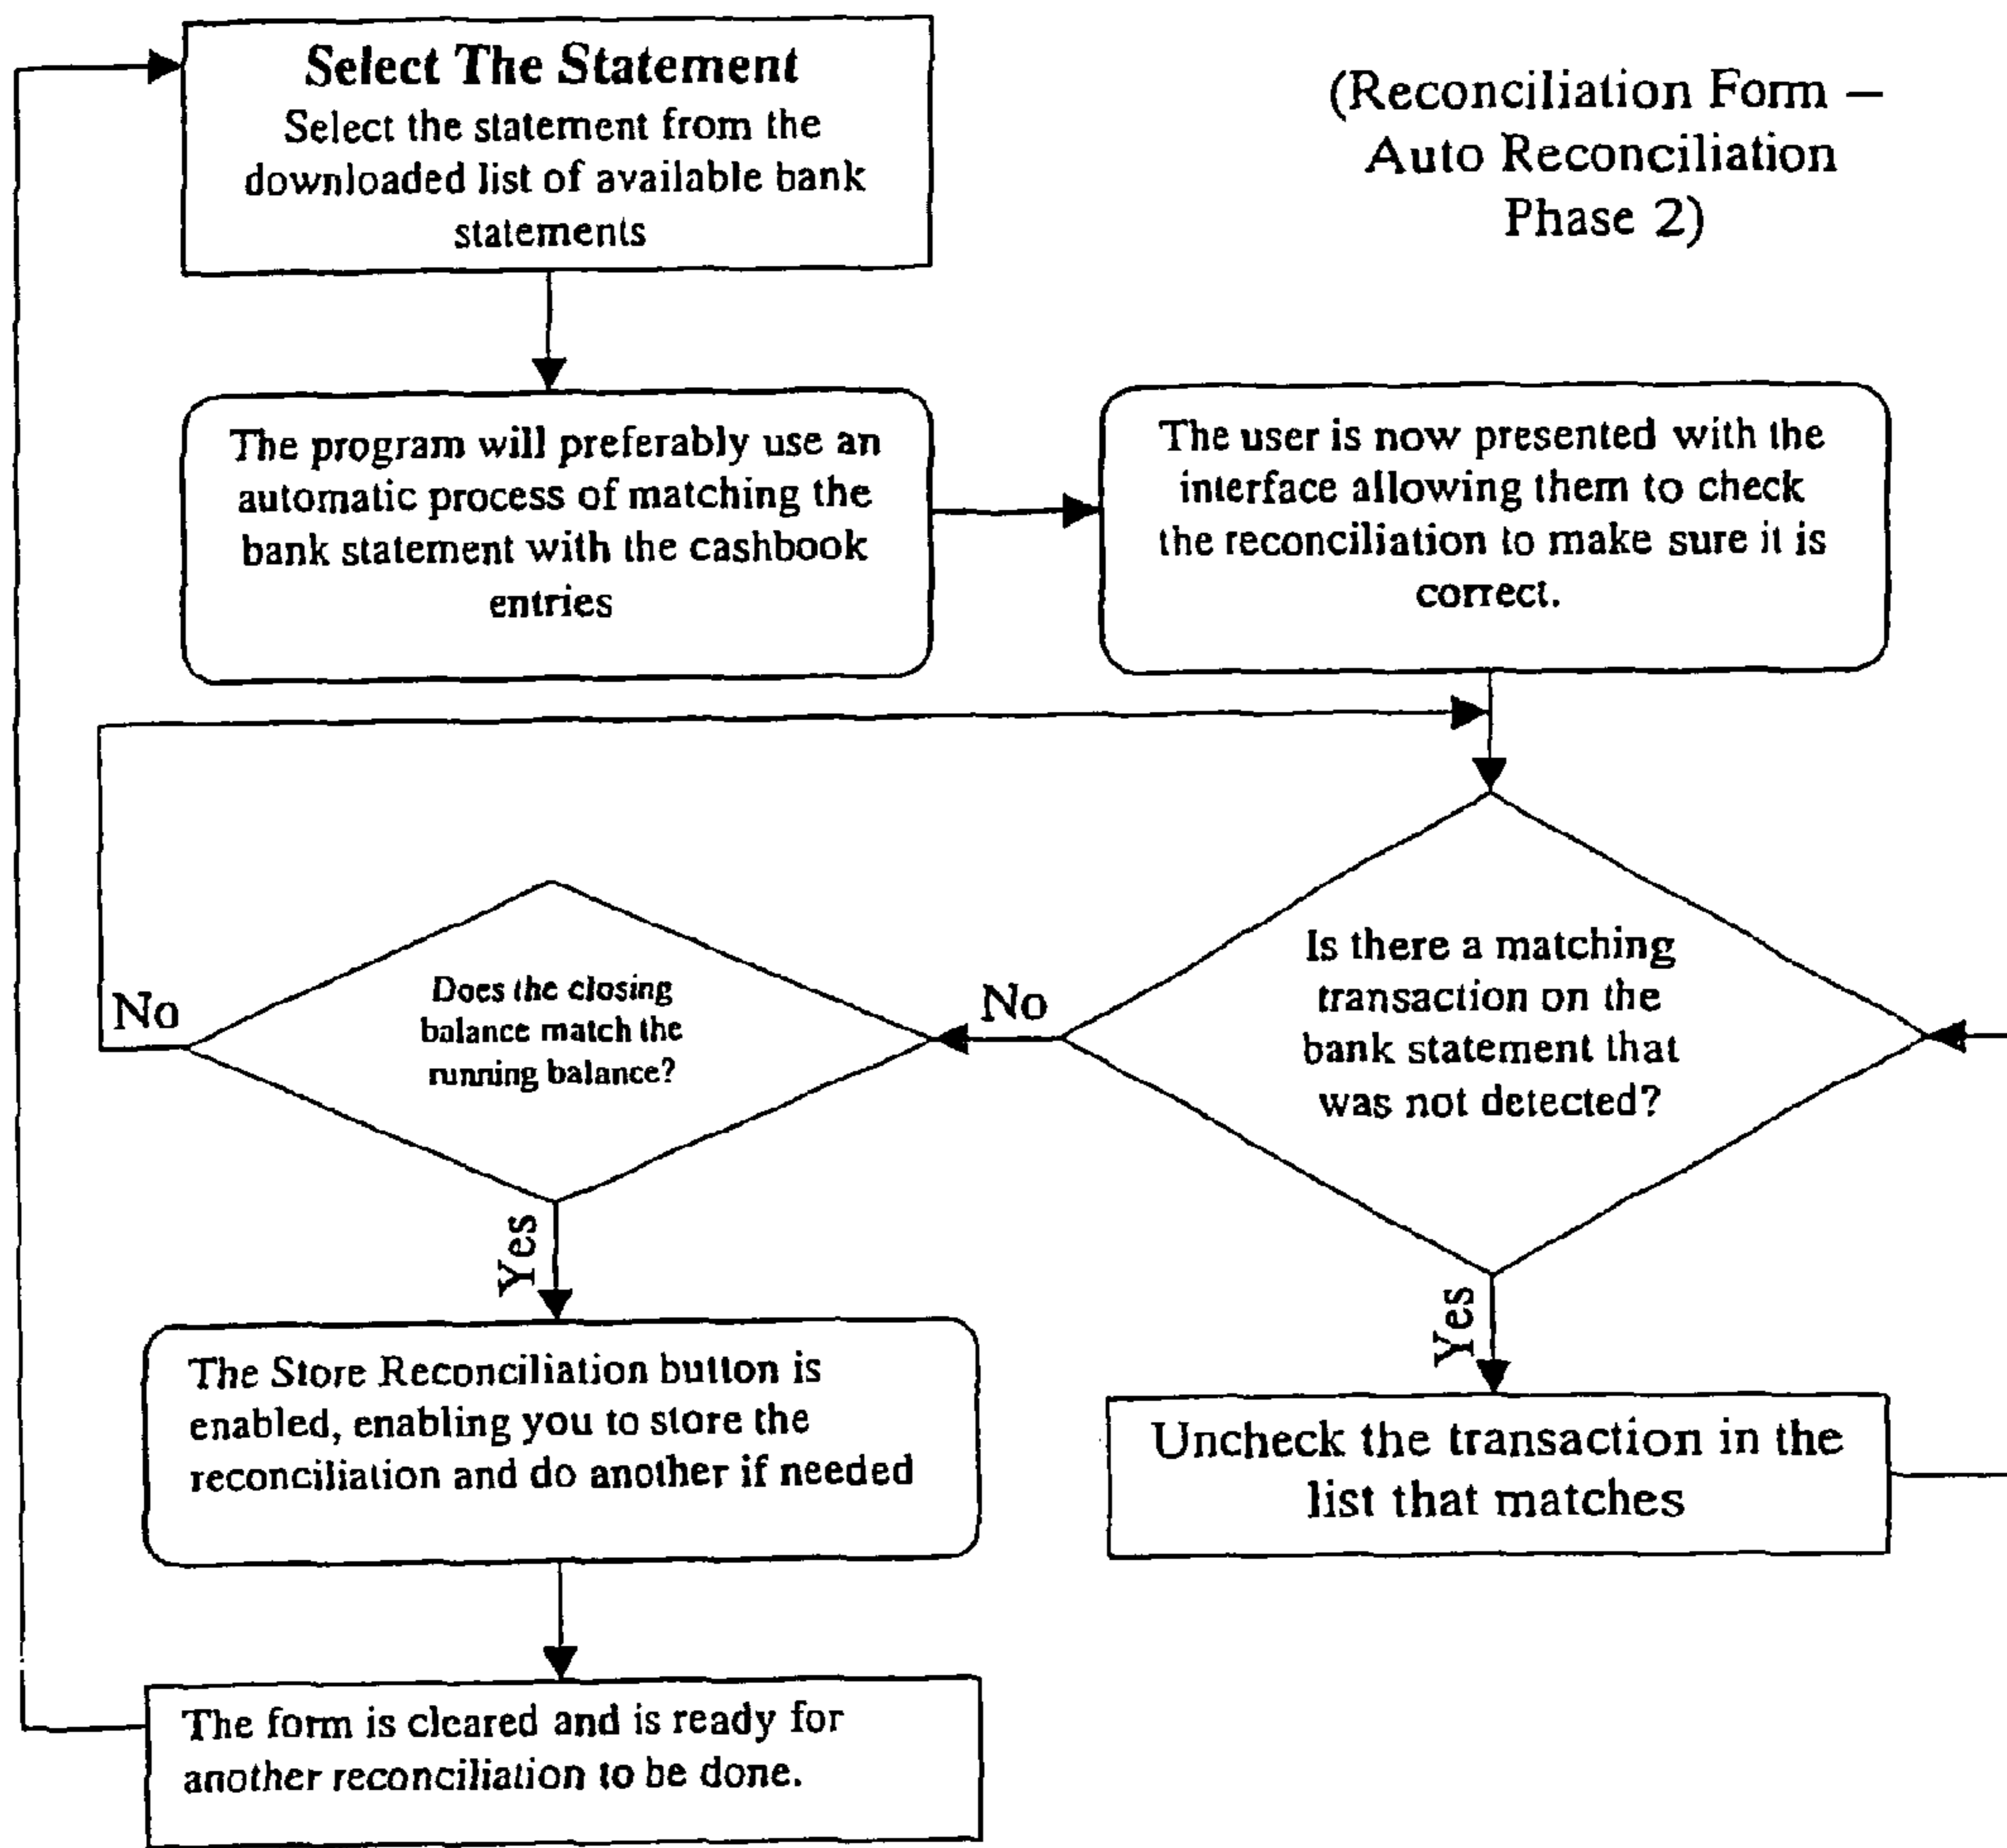 Select The Statement
Select the statement from the
downloaded list of available bank
statements
(Reconciliation Form –
Auto Reconciliation
Phase 2)
The program will preferably use an
automatic process of matching the
bank statement with the cashbook
entries
The user is now presented with the
interface allowing them to check
the reconciliation to make sure it is
correct.
Is there a matching
transaction on the
bank statement that
was not detected?
No
Does the closing
balance match the
running balance?
No
Yes
Yes
The Store Reconciliation button is
enabled, enabling you to store the
reconciliation and do another if needed
Uncheck the transaction in the
list that matches
The form is cleared and is ready for
another reconciliation to be done.